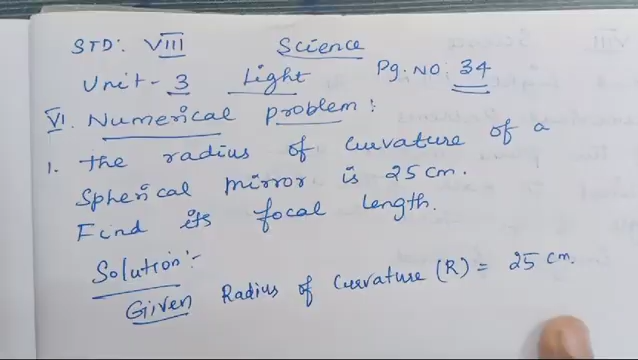 STD: VIII Science
Unit - 3 Light Pg. NO: 34
VI. Numerical problem:
1. the radius of curvature of a
Spherical mirror is 25 cm.
Find its focal length.
Solution:-
Given Radius of Curvature (R) = 25 cm.